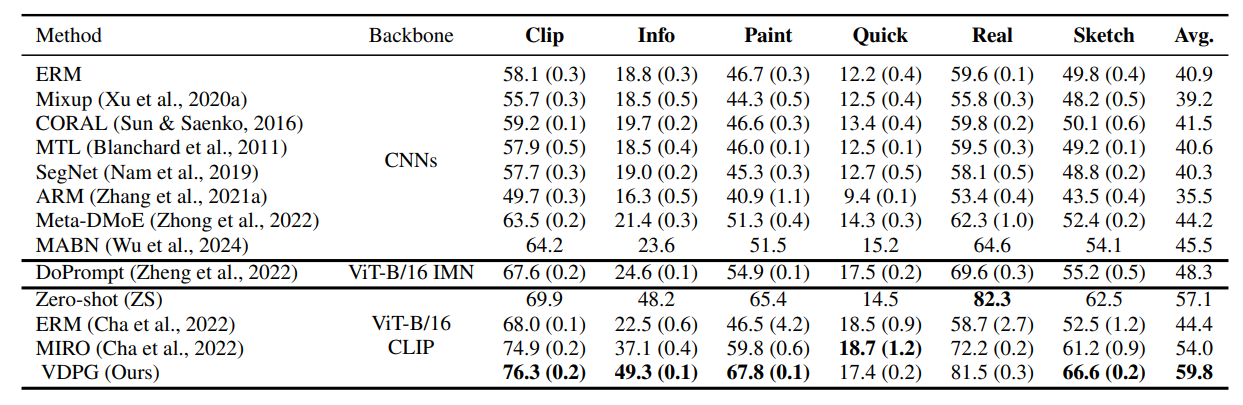 Method Backbone Clip Info Paint Quick Real Sketch Avg.
ERM 58.1 (0.3) 18.8 (0.3) 46.7 (0.3) 12.2 (0.4) 59.6 (0.1) 49.8 (0.4) 40.9
Mixup (Xu et al., 2020a) 55.7 (0.3) 18.5 (0.5) 44.3 (0.5) 12.5 (0.4) 55.8 (0.3) 48.2 (0.5) 39.2
CORAL (Sun & Saenko, 2016) 59.2 (0.1) 19.7 (0.2) 46.6 (0.3) 13.4 (0.4) 59.8 (0.2) 50.1 (0.6) 41.5
MTL (Blanchard et al., 2011) 57.9 (0.5) 18.5 (0.4) 46.0 (0.1) 12.5 (0.1) 59.5 (0.3) 49.2 (0.1) 40.6
CNNs
SegNet (Nam et al., 2019) 57.7 (0.3) 19.0 (0.2) 45.3 (0.3) 12.7 (0.5) 58.1 (0.5) 48.8 (0.2) 40.3
ARM (Zhang et al., 2021a) 49.7 (0.3) 16.3 (0.5) 40.9 (1.1) 9.4 (0.1) 53.4 (0.4) 43.5 (0.4) 35.5
Meta-DMoE (Zhong et al., 2022) 63.5 (0.2) 21.4 (0.3) 51.3 (0.4) 14.3 (0.3) 62.3 (1.0) 52.4 (0.2) 44.2
MABN (Wu et al., 2024) 64.2 23.6 51.5 15.2 64.6 54.1 45.5
DoPrompt (Zheng et al., 2022) ViT-B/16 IMN 67.6 (0.2) 24.6 (0.1) 54.9 (0.1) 17.5 (0.2) 69.6 (0.3) 55.2 (0.5) 48.3
Zero-shot (ZS) 69.9 48.2 65.4 14.5 82.3 62.5 57.1
ERM (Cha et al., 2022) ViT-B/16 68.0 (0.1) 22.5 (0.6) 46.5 (4.2) 18.5 (0.9) 58.7 (2.7) 52.5 (1.2) 44.4
MIRO (Cha et al., 2022) CLIP 74.9 (0.2) 37.1 (0.4) 59.8 (0.6) 18.7 (1.2) 72.2 (0.2) 61.2 (0.9) 54.0
VDPG (Ours) 76.3 (0.2) 49.3 (0.1) 67.8 (0.1) 17.4 (0.2) 81.5 (0.3) 66.6 (0.2) 59.8